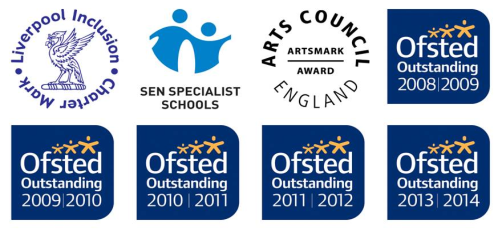 Liverpool Inclusion
Charter Mark
SEN SPECIALIST
SCHOOLS
ARTS COUNCIL
ARTSMARK
AWARD
ENGLAND
Ofsted
Outstanding
2008|2009
Ofsted
Outstanding
2009|2010
Ofsted
Outstanding
2010 | 2011
Ofsted
Outstanding
2011 | 2012
Ofsted
Outstanding
2013 | 2014